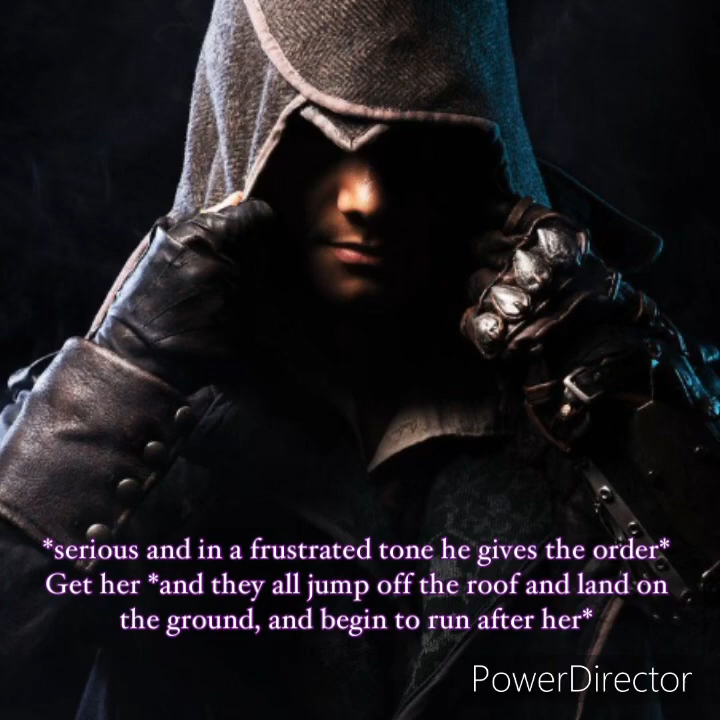 *serious and in a frustrated tone he gives the order*
Get her *and they all jump off the roof and land on
the ground, and begin to run after her*
PowerDirector